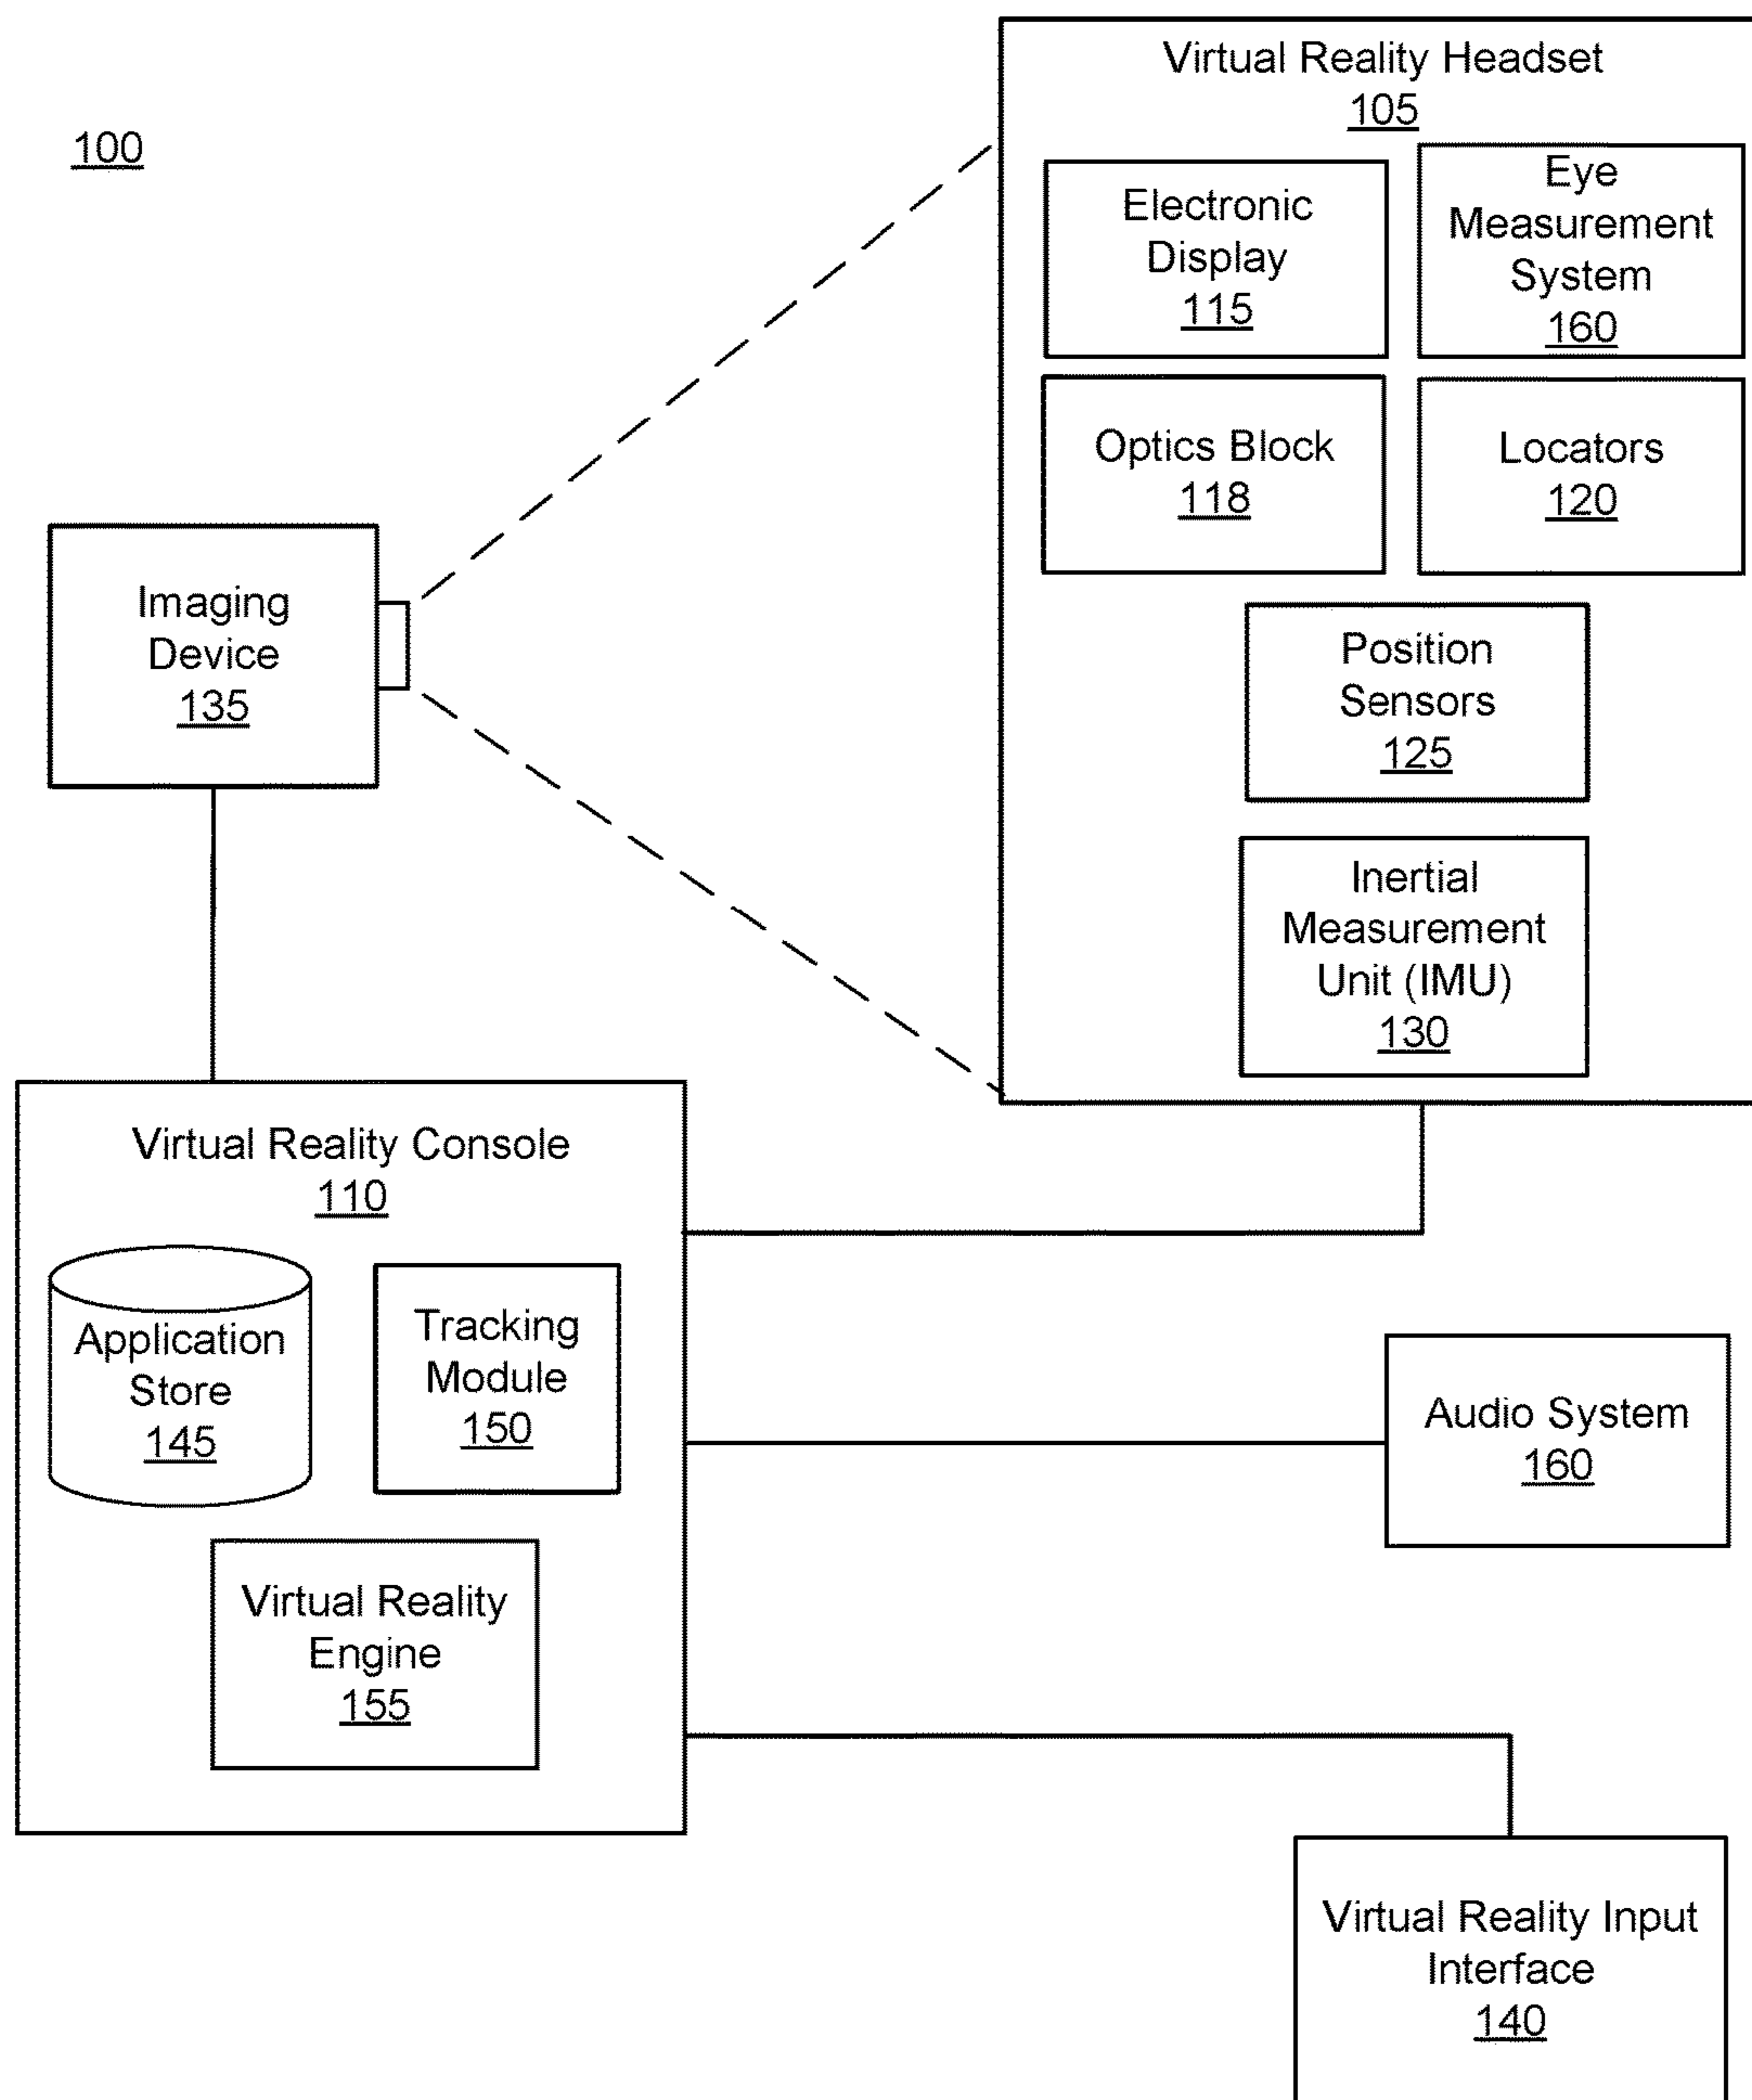 100
Virtual Reality Headset
105
Electronic
Display
115
Eye
Measurement
System
160
Optics Block
118
Locators
120
Position
Sensors
125
Inertial
Measurement
Unit (IMU)
130
Imaging
Device
135
Virtual Reality Console
110
Application
Store
145
Tracking
Module
150
Virtual Reality
Engine
155
Audio System
160
Virtual Reality Input
Interface
140